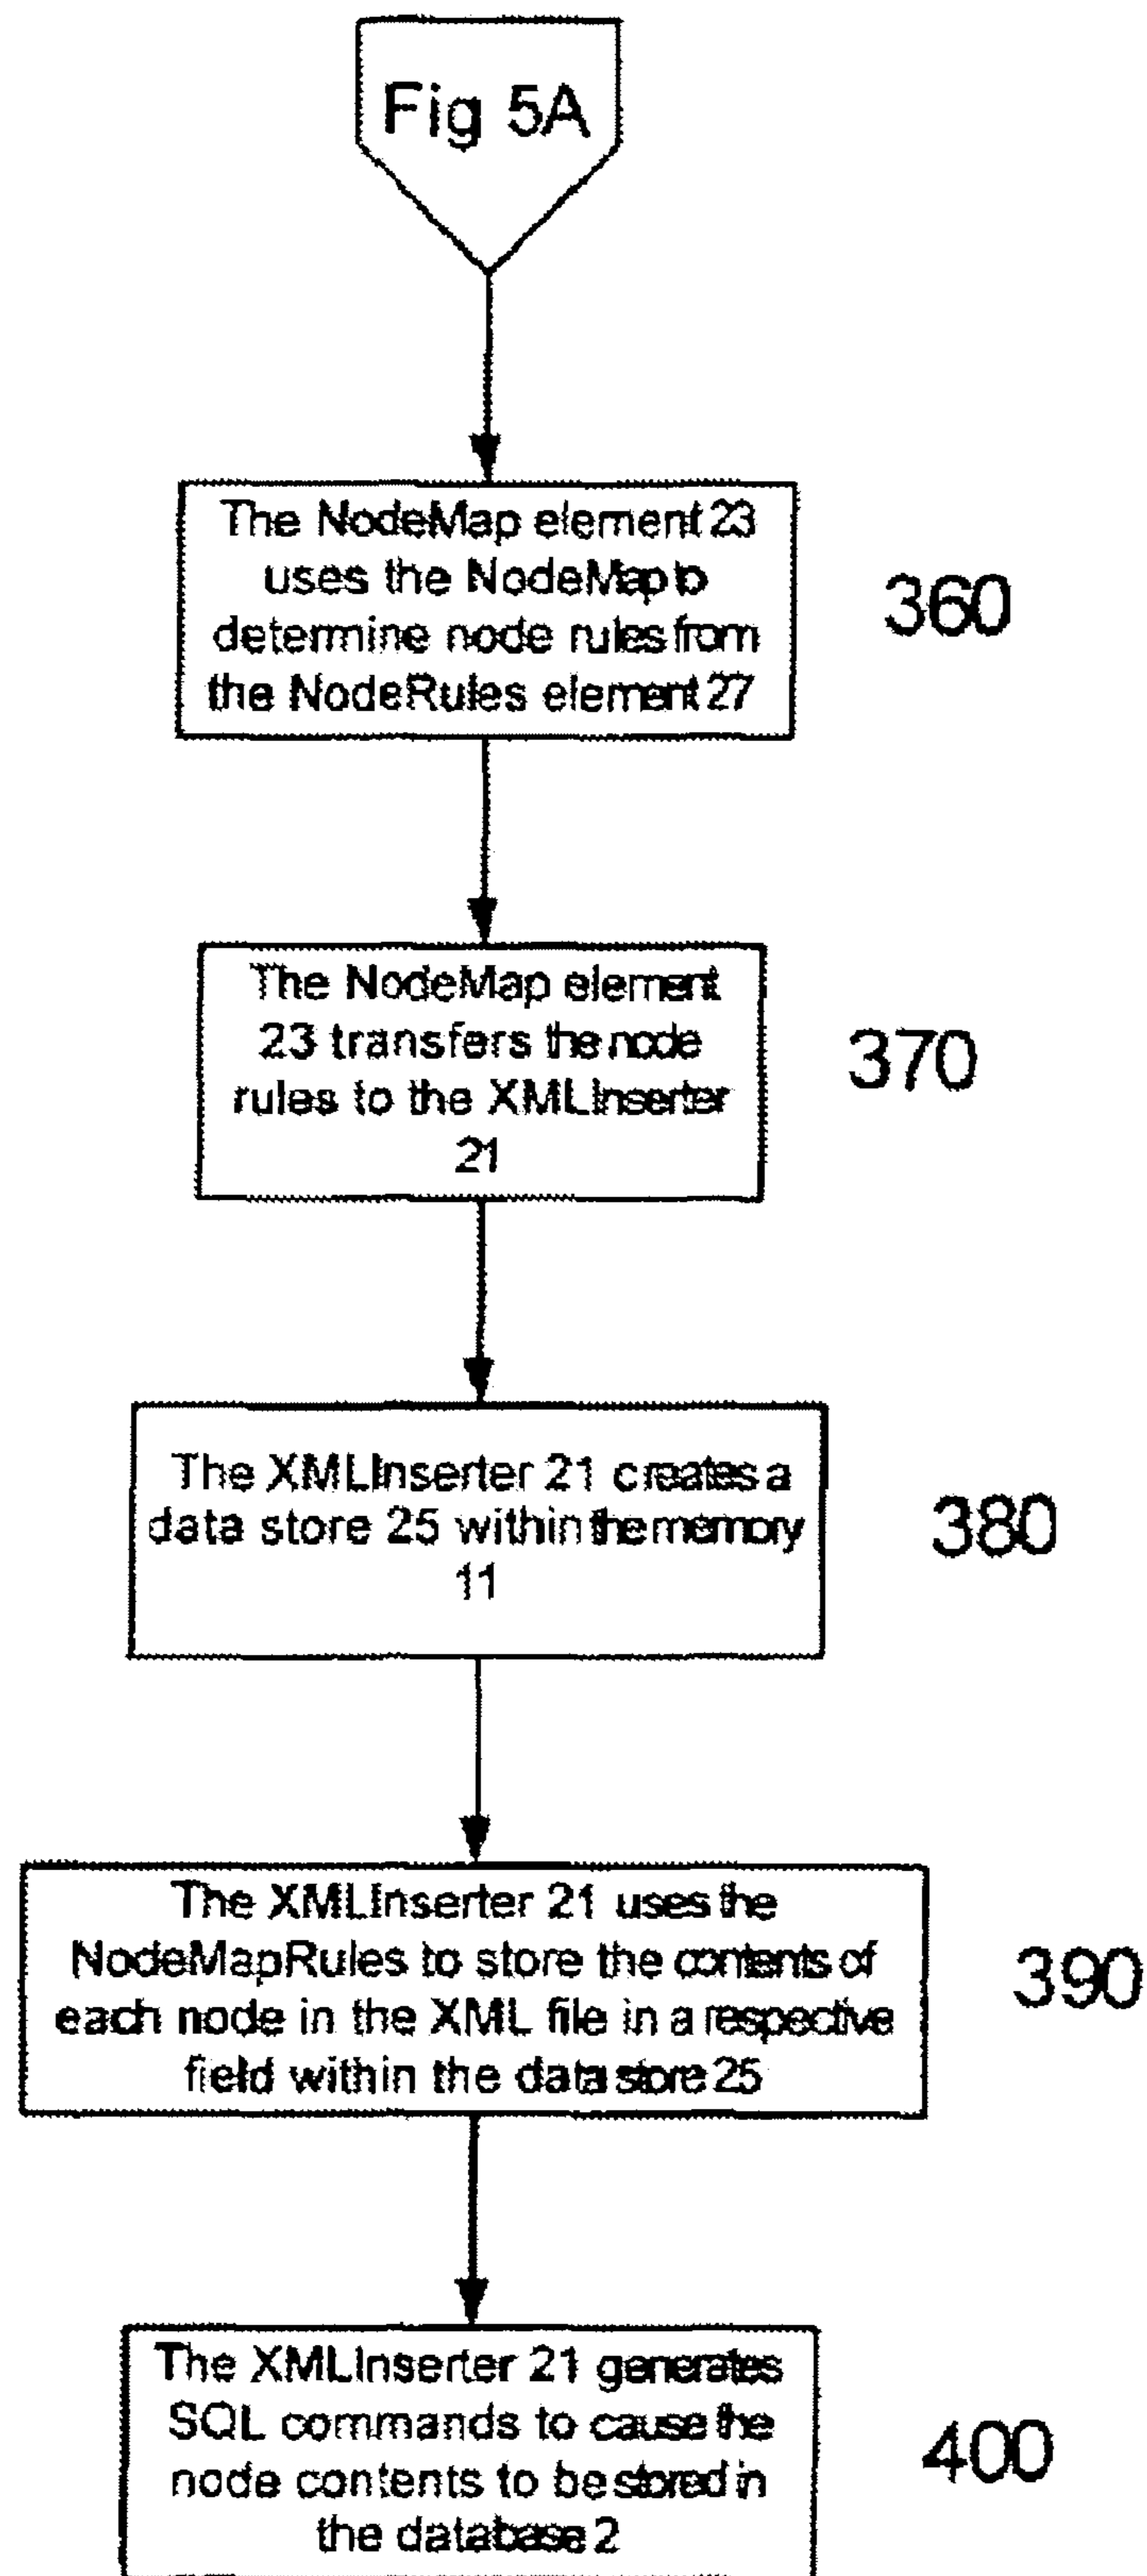 Fig 5A
The NodeMap element 23
uses the NodeMap to
determine node rules from
the NodeRules element 27
360
The NodeMap element
23 transfers the node
rules to the XMLInserter
21
370
The XMLInserter 21 creates a
data store 25 within the memory
11
380
The XMLInserter 21 uses the
NodeMapRules to store the contents of
each node in the XML file in a respective
field within the data store 25
390
The XMLInserter 21 generates
SQL commands to cause the
node contents to be stored in
the database 2
400